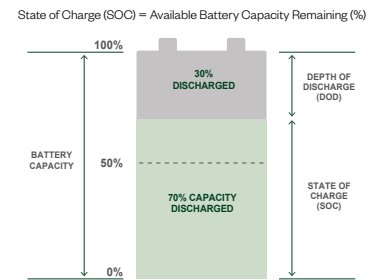 State of Charge (SOC) = Available Battery Capacity Remaining (%)
100%
30%
DISCHARGED
DEPTH OF
DISCHARGE
(DOD)
BATTERY
CAPACITY
50%
70% CAPACITY
DISCHARGED
STATE OF
CHARGE
(SOC)
0%